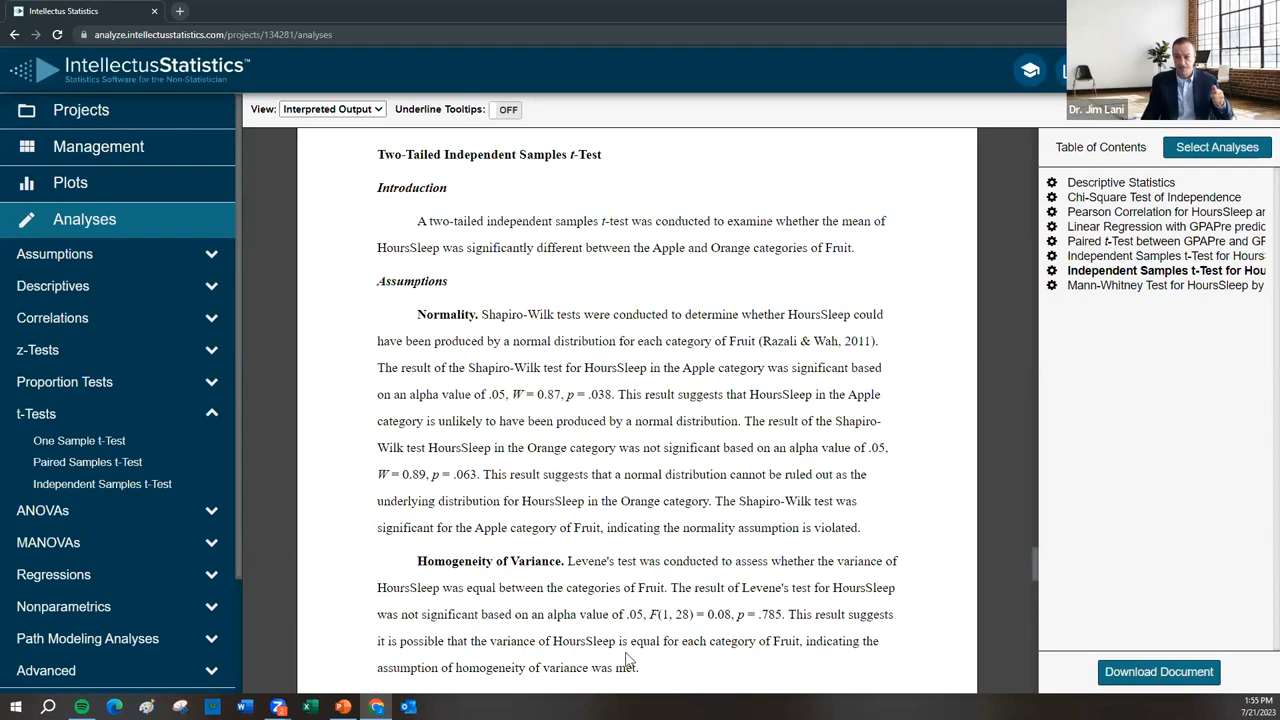 Intellectus Statistics
analyze.intellectusstatistics.com/projects/134281/analyses
IntellectusStatistics™
Statistics Software for the Non-Statistician
Dr. Jim Lani
Projects
Management
Plots
Analyses
Assumptions
Descriptives
Correlations
z-Tests
Proportion Tests
t-Tests
One Sample t-Test
Paired Samples t-Test
Independent Samples t-Test
ANOVAs
MANOVAs
Regressions
Nonparametrics
Path Modeling Analyses
Advanced
View: Interpreted Output Underline Tooltips: OFF
Two-Tailed Independent Samples t-Test
Introduction
A two-tailed independent samples t-test was conducted to examine whether the mean of
HoursSleep was significantly different between the Apple and Orange categories of Fruit.
Assumptions
Normality. Shapiro-Wilk tests were conducted to determine whether HoursSleep could
have been produced by a normal distribution for each category of Fruit (Razali & Wah, 2011).
The result of the Shapiro-Wilk test for HoursSleep in the Apple category was significant based
on an alpha value of .05, W = 0.87, p = .038. This result suggests that HoursSleep in the Apple
category is unlikely to have been produced by a normal distribution. The result of the Shapiro-
Wilk test HoursSleep in the Orange category was not significant based on an alpha value of .05,
W = 0.89, p = .063. This result suggests that a normal distribution cannot be ruled out as the
underlying distribution for HoursSleep in the Orange category. The Shapiro-Wilk test was
significant for the Apple category of Fruit, indicating the normality assumption is violated.
Homogeneity of Variance. Levene's test was conducted to assess whether the variance of
HoursSleep was equal between the categories of Fruit. The result of Levene's test for HoursSleep
was not significant based on an alpha value of .05, F(1, 28) = 0.08, p = .785. This result suggests
it is possible that the variance of HoursSleep is equal for each category of Fruit, indicating the
assumption of homogeneity of variance was met.
Table of Contents
Select Analyses
Descriptive Statistics
Chi-Square Test of Independence
Pearson Correlation for HoursSleep ar
Linear Regression with GPAPre predic
Paired t-Test between GPAPre and GF
Independent Samples t-Test for Hours
Independent Samples t-Test for Hou
Mann-Whitney Test for HoursSleep by
Download Document
1:55 PM
7/21/2023